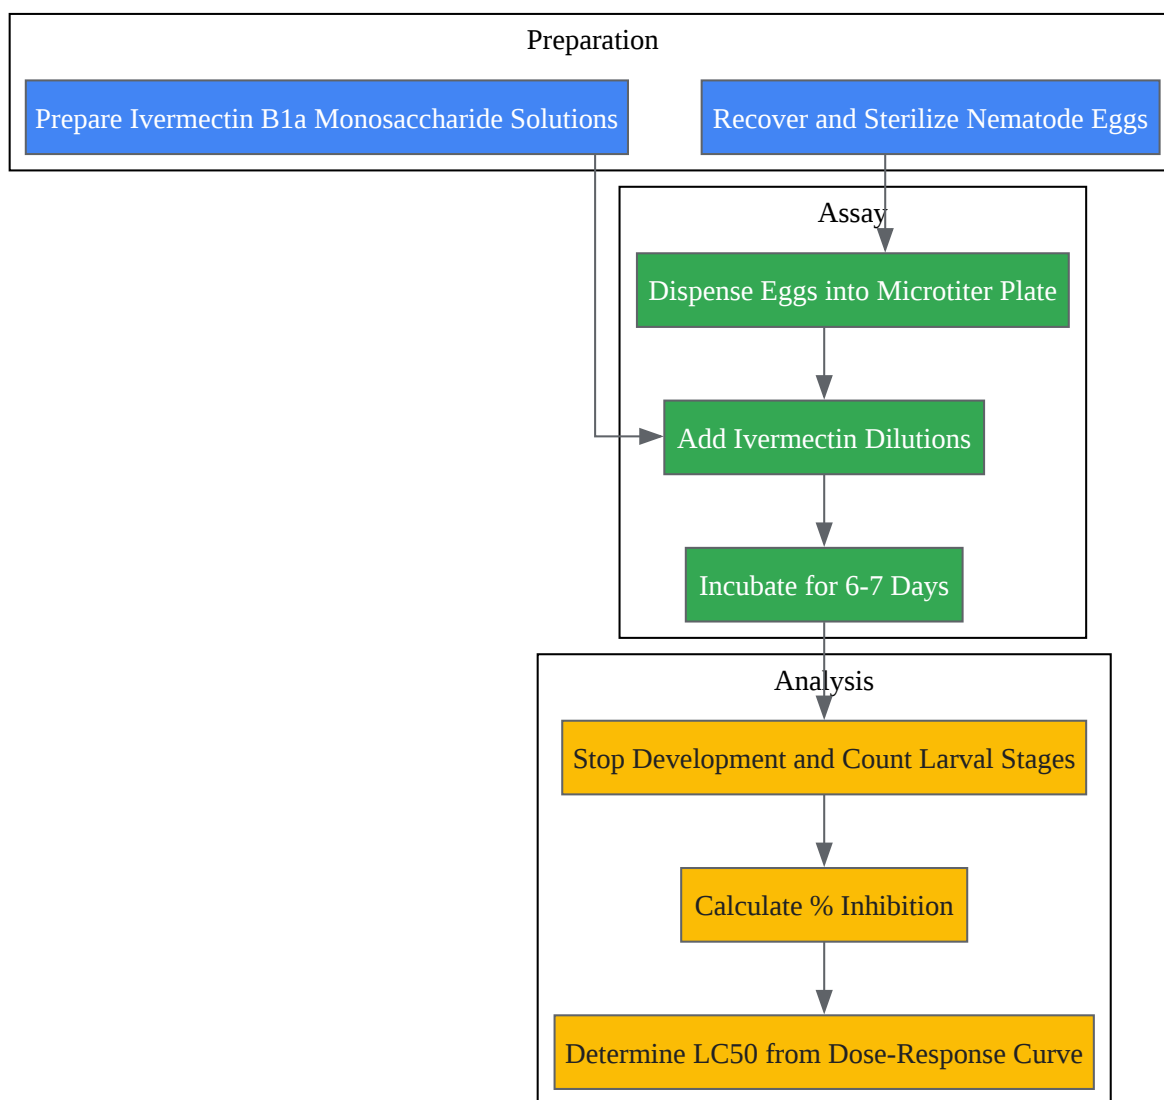 Preparation
Prepare Ivermectin B1a Monosaccharide Solutions
Recover and Sterilize Nematode Eggs
Assay
Dispense Eggs into Microtiter Plate
Add Ivermectin Dilutions
Incubate for 6-7 Days
Analysis
Stop Development and Count Larval Stages
Calculate % Inhibition
Determine LC50 from Dose-Response Curve